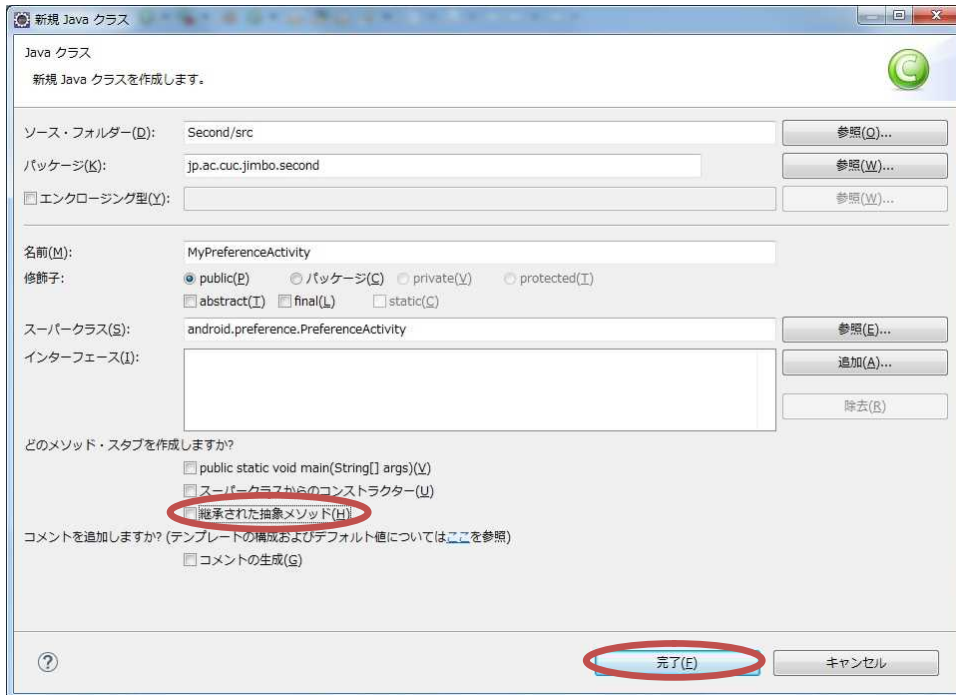 新規 Java クラス
Java クラス
新規 Java クラスを作成します。
ソース・フォルダー(D): Second/src 参照(O)...
パッケージ(K): jp.ac.cuc.jimbo.second 参照(W)...
エンクロージング型(Y): 参照(W)...
名前(M): MyPreferenceActivity
修飾子: public(P) パッケージ(C) private(V) protected(T)
abstract(T) final(L) static(C)
スーパークラス(S): android.preference.PreferenceActivity 参照(E)...
インターフェース(I): 追加(A)...
除去(R)
どのメソッド・スタブを作成しますか?
public static void main(String[] args)(V)
スーパークラスからのコンストラクター(U)
継承された抽象メソッド(H)
コメントを追加しますか? (テンプレートの構成およびデフォルト値についてはここを参照)
コメントの生成(G)
完了(F) キャンセル